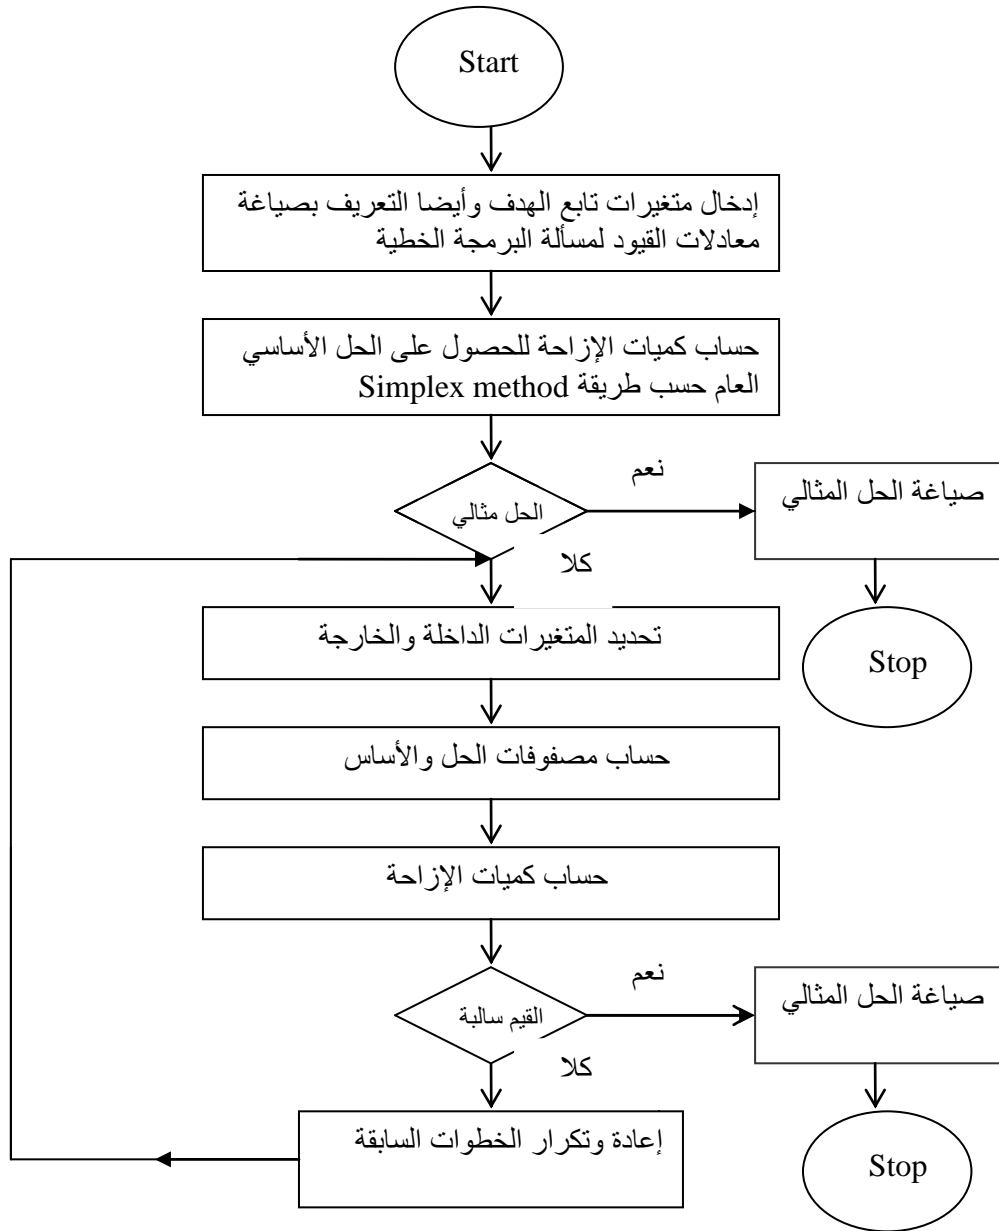 Start
إدخال متغيرات تابع الهدف وأيضا التعريف بصياغة
معادلات القيود لمسألة البرمجة الخطية
حساب كميات الإزاحة للحصول على الحل الأساسي
العام حسب طريقة Simplex method
نعم
صياغة الحل المثالي
الحل مثالي
كلا
تحديد المتغيرات الداخلة والخارجة
Stop
حساب مصفوفات الحل والأساس
حساب كميات الإزاحة
نعم
صياغة الحل المثالي
القيم سالبة
كلا
إعادة وتكرار الخطوات السابقة
Stop